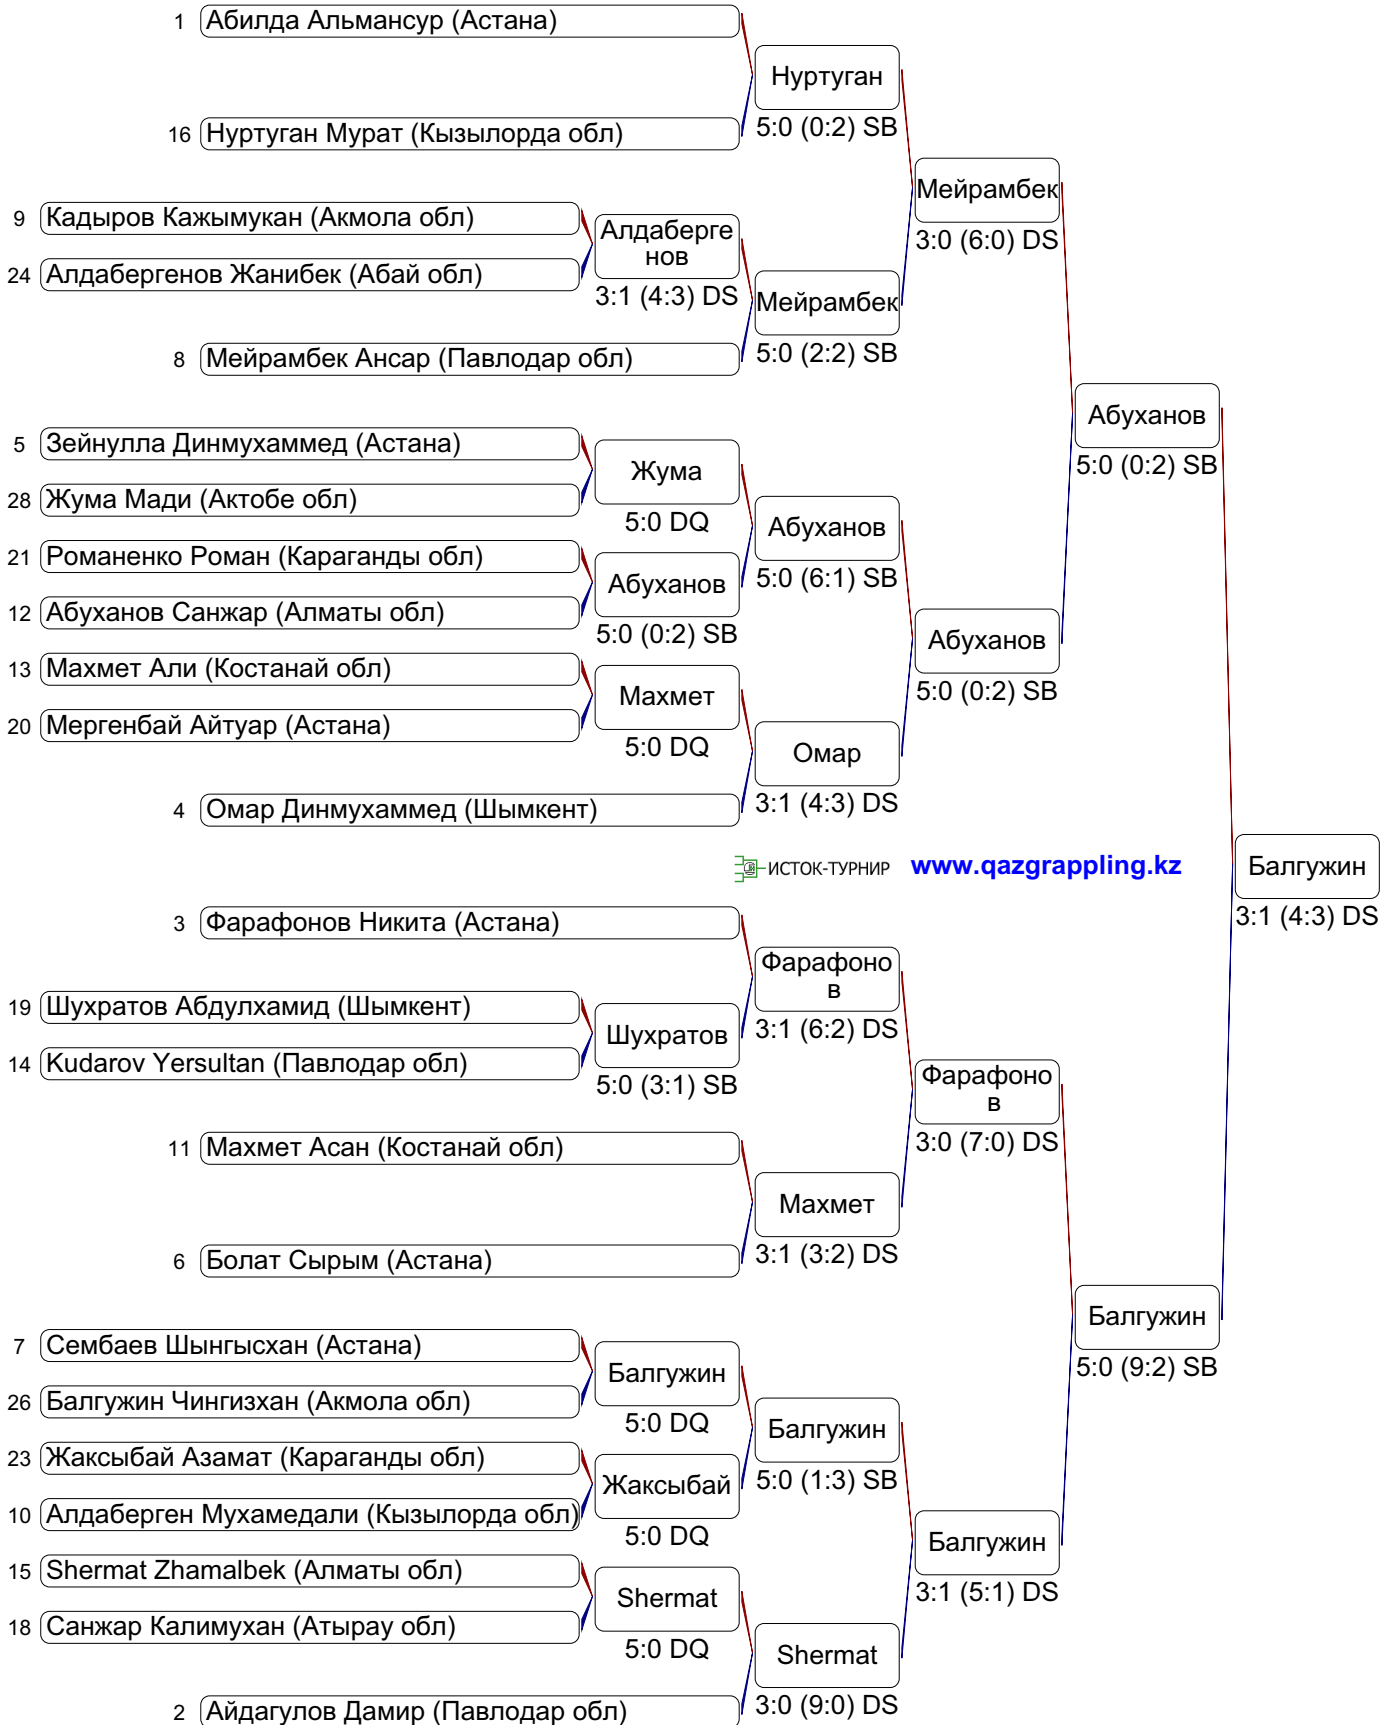 1 Абилда Альмансур (Астана)
Нуртуган
5:0 (0:2) SB
16 Нуртуган Мурат (Кызылорда обл)
Мейрамбек
3:0 (6:0) DS
9 Кадыров Кажымукан (Акмола обл)
Алдаберге
нов
3:1 (4:3) DS
24 Алдабергенов Жанибек (Абай обл)
Мейрамбек
5:0 (2:2) SB
8 Мейрамбек Ансар (Павлодар обл)
Абуханов
5:0 (0:2) SB
5 Зейнулла Динмухаммед (Астана)
Жума
5:0 DQ
28 Жума Мади (Актобе обл)
Абуханов
5:0 (6:1) SB
21 Романенко Роман (Караганды обл)
Абуханов
5:0 (0:2) SB
12 Абуханов Санжар (Алматы обл)
Абуханов
5:0 (0:2) SB
13 Махмет Али (Костанай обл)
Махмет
5:0 DQ
20 Мергенбай Айтуар (Астана)
Омар
3:1 (4:3) DS
4 Омар Динмухаммед (Шымкент)
ИСТОК-ТУРНИР www.qazgrappling.kz
Балгужин
3:1 (4:3) DS
3 Фарафонов Никита (Астана)
Фарафоно
в
3:1 (6:2) DS
19 Шухратов Абдулхамид (Шымкент)
Шухратов
5:0 (3:1) SB
14 Kudarov Yersultan (Павлодар обл)
Фарафоно
в
3:0 (7:0) DS
11 Махмет Асан (Костанай обл)
Махмет
3:1 (3:2) DS
6 Болат Сырым (Астана)
Балгужин
5:0 (9:2) SB
7 Сембаев Шынгысхан (Астана)
Балгужин
5:0 DQ
26 Балгужин Чингизхан (Акмола обл)
Балгужин
5:0 (1:3) SB
23 Жаксыбай Азамат (Караганды обл)
Жаксыбай
5:0 DQ
10 Алдаберген Мухамедали (Кызылорда обл)
Балгужин
3:1 (5:1) DS
15 Shermat Zhamalbek (Алматы обл)
Shermat
5:0 DQ
18 Санжар Калимухан (Атырау обл)
Shermat
3:0 (9:0) DS
2 Айдагулов Дамир (Павлодар обл)